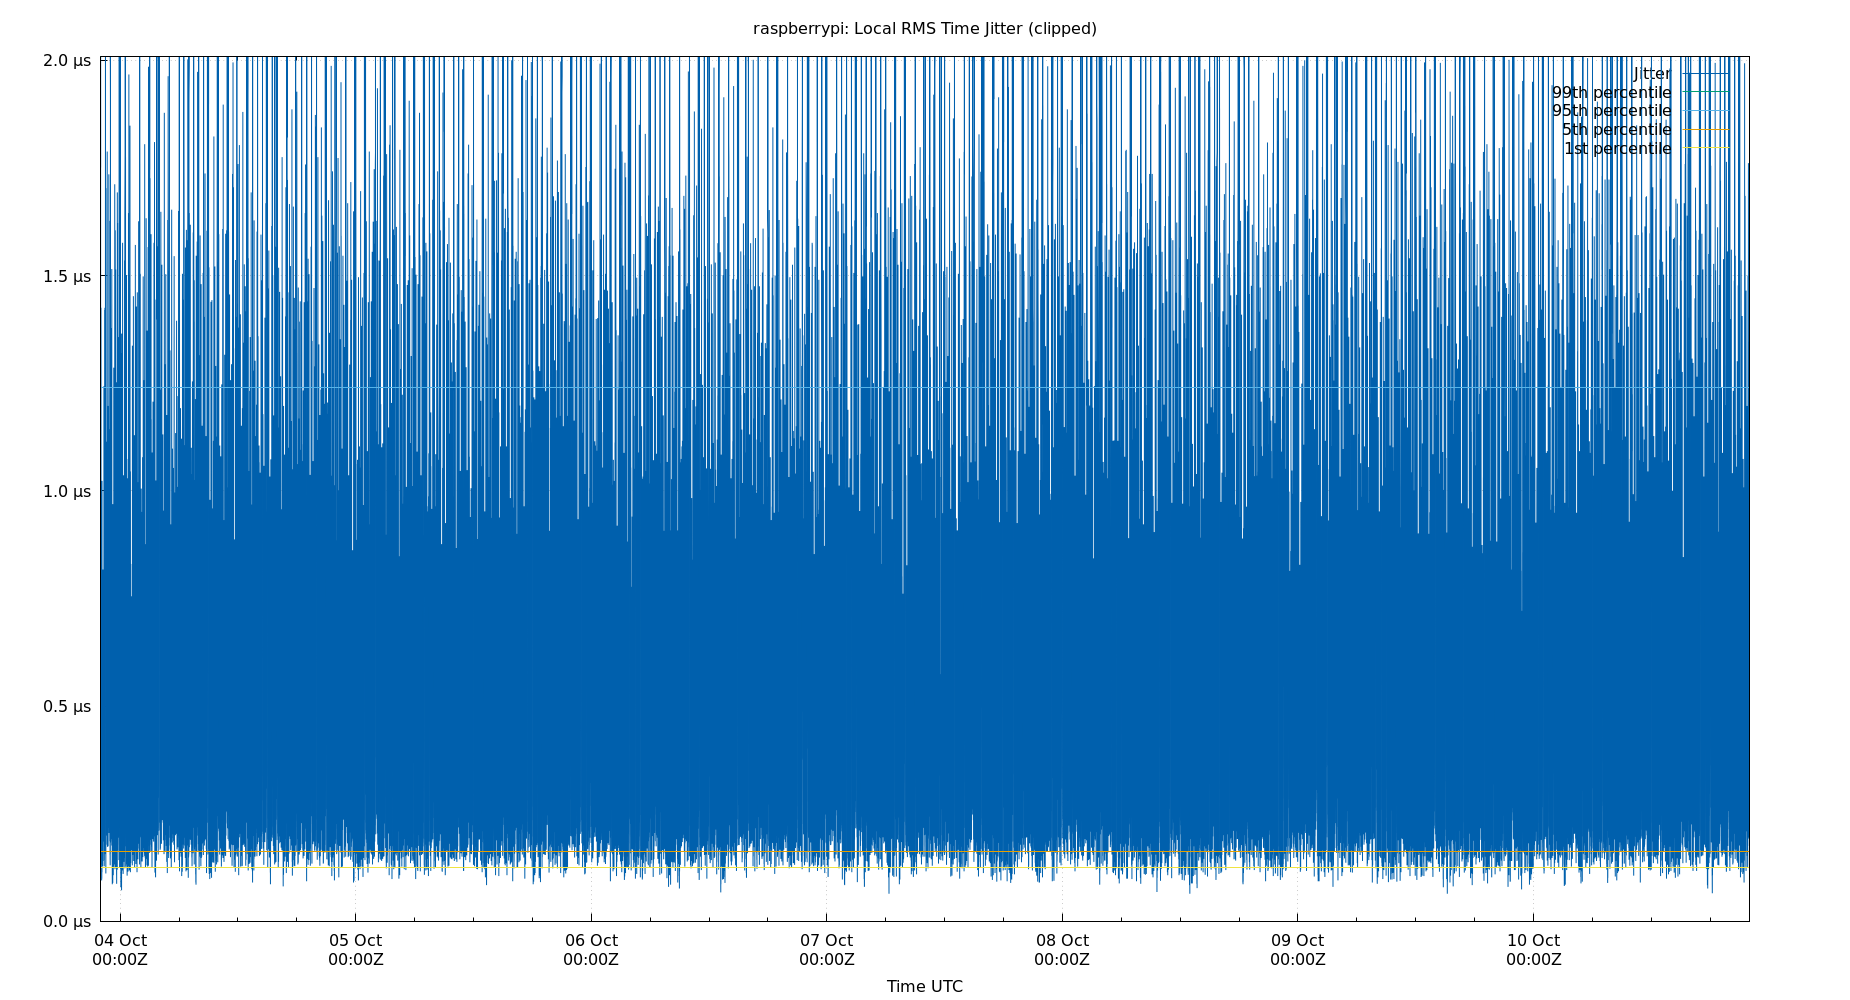 raspberrypi: Local RMS Time Jitter (clipped)
2.0 μs
1.5 μs
1.0 μs
0.5 μs
0.0 μs
Jitter
99th percentile
95th percentile
5th percentile
1st percentile
04 Oct 05 Oct 06 Oct 07 Oct 08 Oct 09 Oct 10 Oct
00:00Z 00:00Z 00:00Z 00:00Z 00:00Z 00:00Z 00:00Z
Time UTC